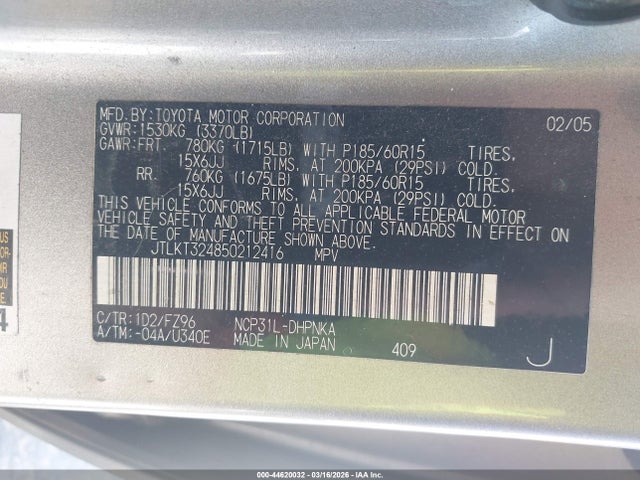 MFD.BY:TOYOTA MOTOR CORPORATION 02/05
GVWR:1530KG (3370LB)
GAWR:FRT. 780KG (1715LB) WITH P185/60R15 TIRES,
15X6JJ RIMS, AT 200KPA (29PSI) COLD.
RR. 760KG (1675LB) WITH P185/60R15 TIRES,
15X6JJ RIMS, AT 200KPA (29PSI) COLD.
THIS VEHICLE CONFORMS TO ALL APPLICABLE FEDERAL MOTOR
VEHICLE SAFETY AND THEFT PREVENTION STANDARDS IN EFFECT ON
THE DATE OF MANUFACTURE SHOWN ABOVE.
JTLKT324850212416 MPV
C/TR:1D2/FZ96 NCP31L-DHPNKA
A/TM:-04A/U340E MADE IN JAPAN 409 J
US
MR
DU
E.
4
000-44620032 - 03/16/2026 - IAA Inc.